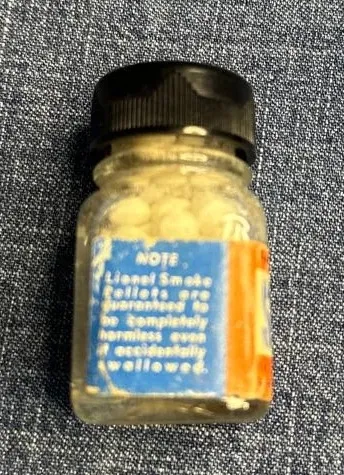 NOTE
Lionel Smoke
Pellets are
guaranteed to
be completely
harmless even
if accidentally
swallowed.